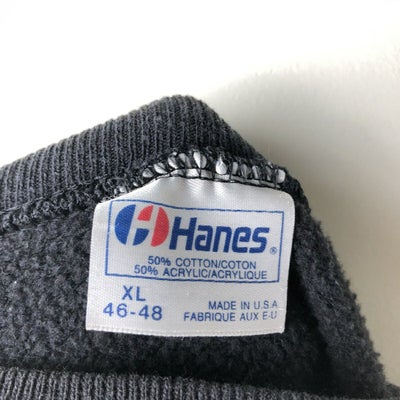 Hanes®
50% COTTON/COTON
50% ACRYLIC/ACRYLIQUE
XL
46-48
MADE IN U.S.A
FABRIQUE AUX E-U